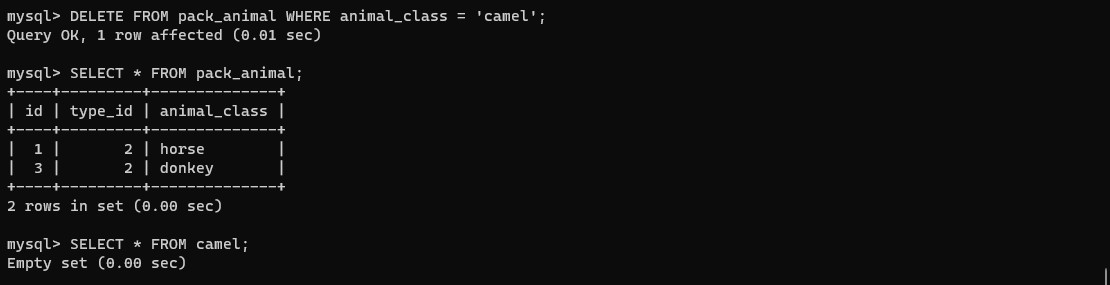 mysql> DELETE FROM pack_animal WHERE animal_class = 'camel';
Query OK, 1 row affected (0.01 sec)

mysql> SELECT * FROM pack_animal;
+----+---------+--------------+
| id | type_id | animal_class |
+----+---------+--------------+
|  1 |       2 | horse        |
|  3 |       2 | donkey       |
+----+---------+--------------+
2 rows in set (0.00 sec)

mysql> SELECT * FROM camel;
Empty set (0.00 sec)